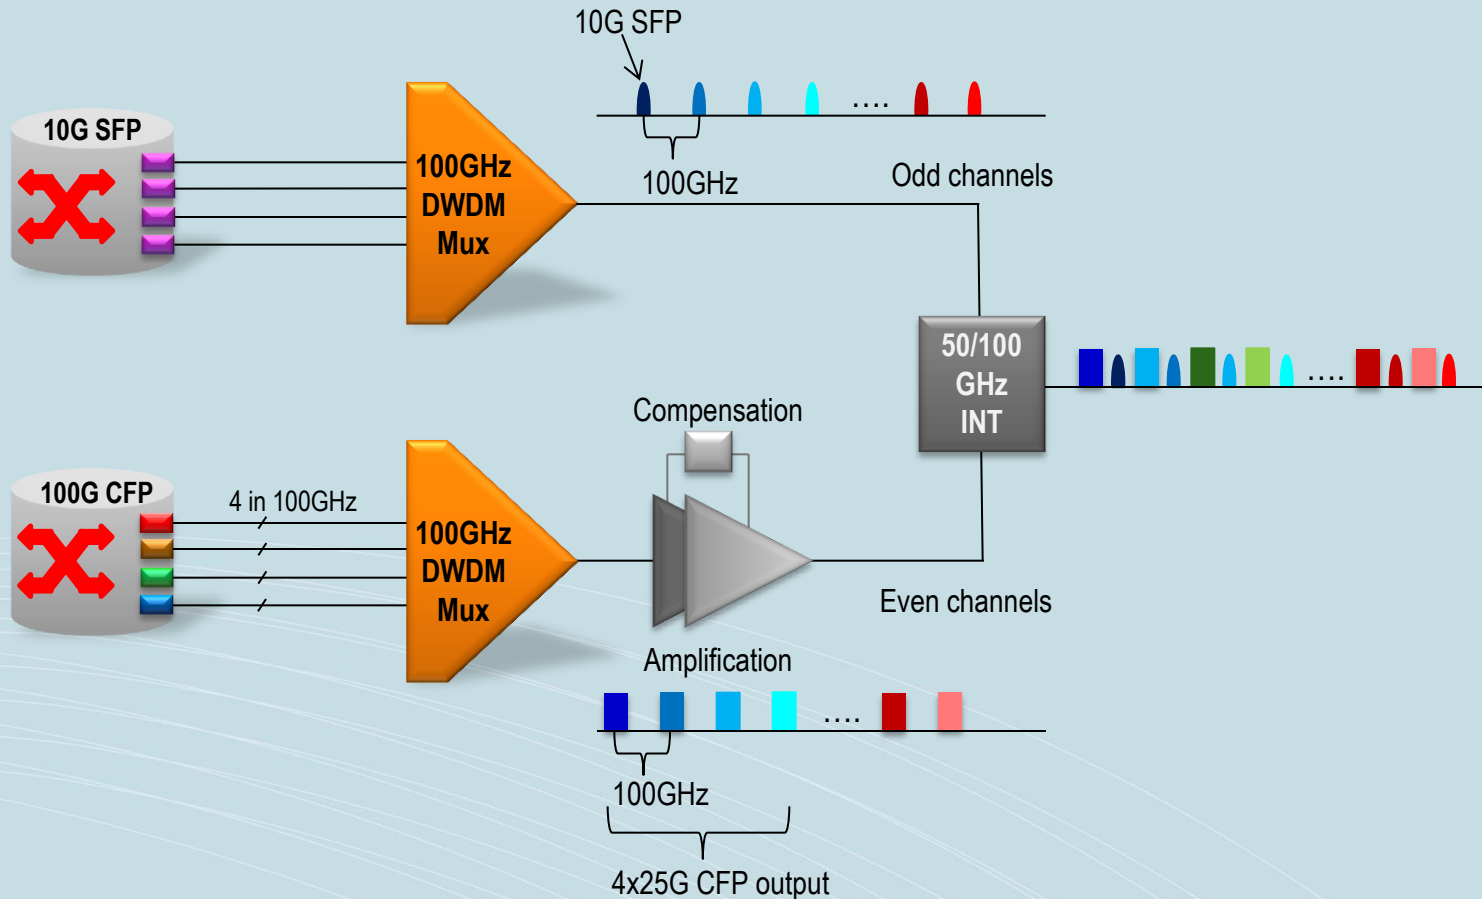 10G SFP
10G SFP
100GHz
DWDM
Mux
....
100GHz
Odd channels
50/100
GHz
INT
....
Compensation
100G CFP
4 in 100GHz
100GHz
DWDM
Mux
Even channels
Amplification
....
100GHz
4x25G CFP output